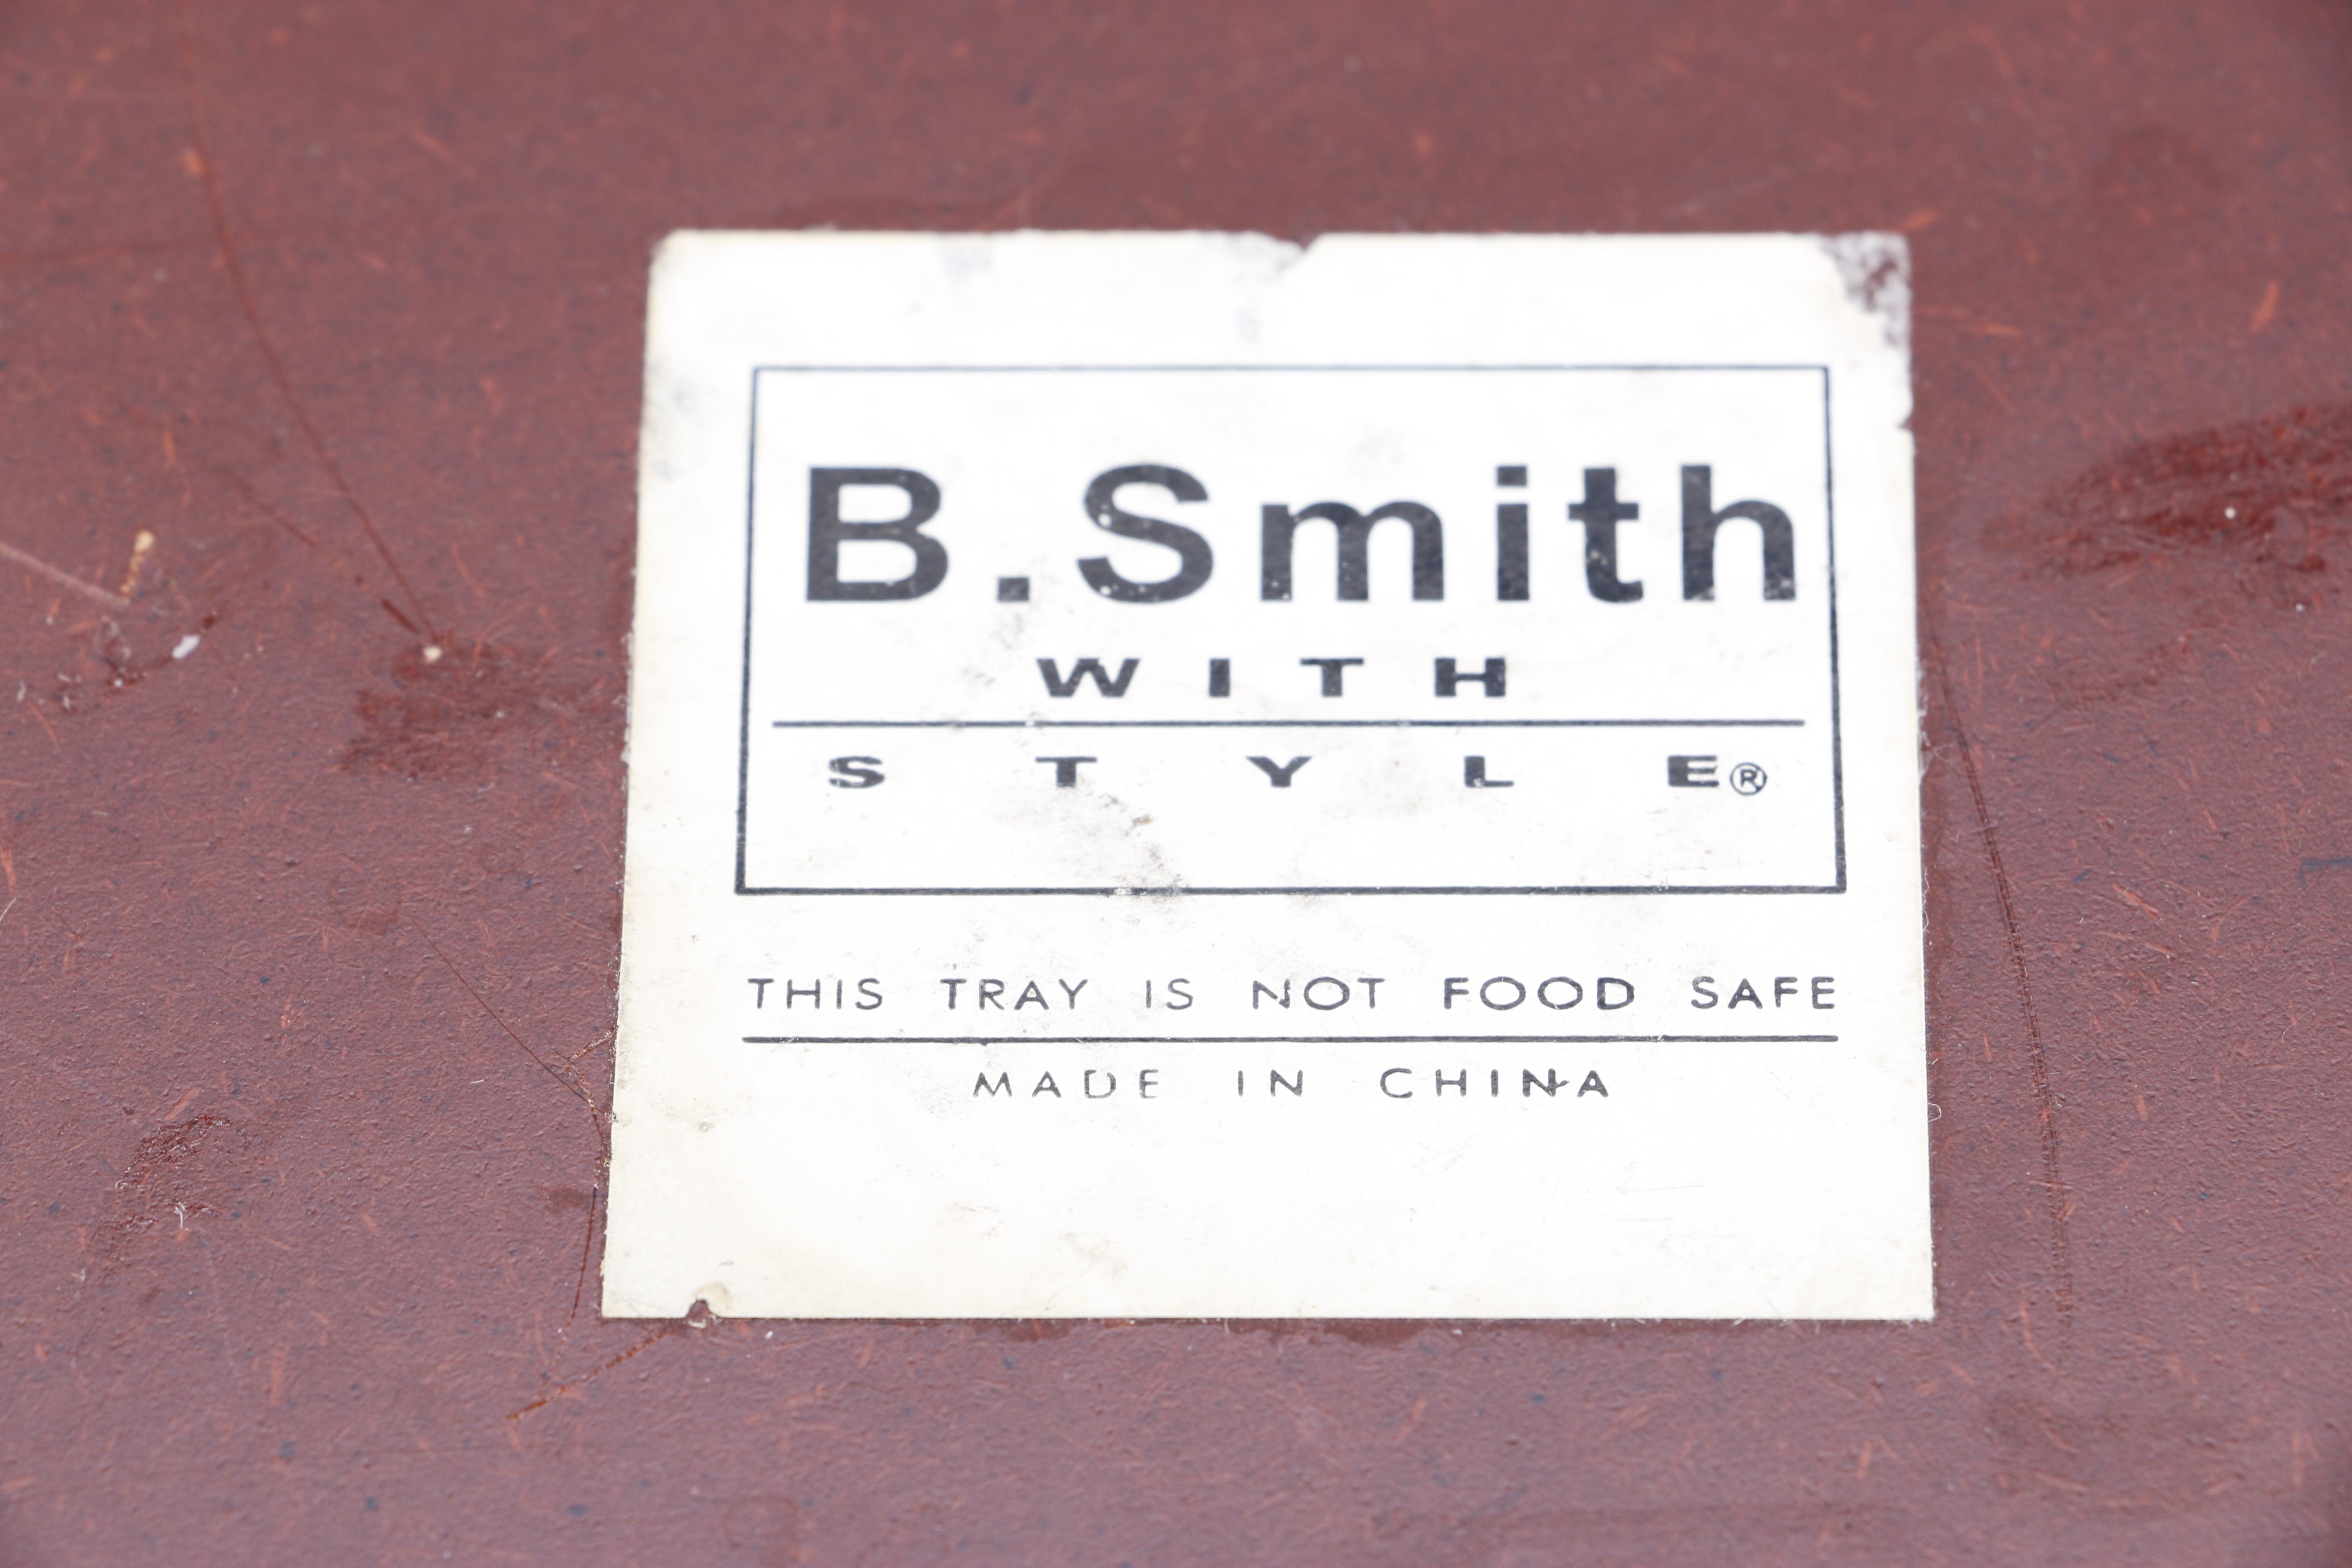 B.Smith
WITH
STYLE®
THIS TRAY IS NOT FOOD SAFE
MADE IN CHINA